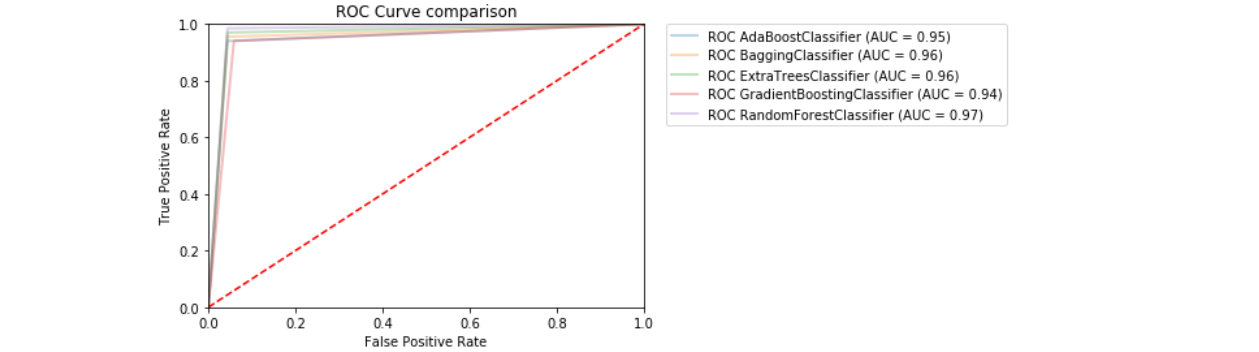 ROC Curve comparison
1.0
0.8
0.6
0.4
0.2
0.0
True Positive Rate
0.0 0.2 0.4 0.6 0.8 1.0
False Positive Rate
ROC AdaBoostClassifier (AUC = 0.95)
ROC BaggingClassifier (AUC = 0.96)
ROC ExtraTreesClassifier (AUC = 0.96)
ROC GradientBoostingClassifier (AUC = 0.94)
ROC RandomForestClassifier (AUC = 0.97)